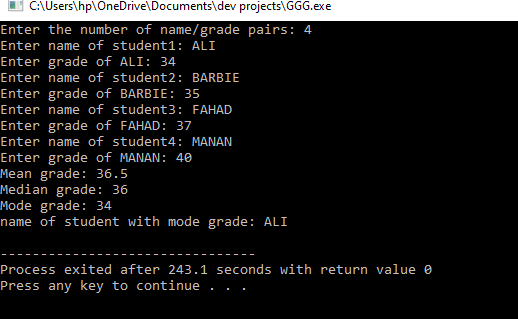 C:\Users\hp\OneDrive\Documents\dev projects\GGG.exe
Enter the number of name/grade pairs: 4
Enter name of student1: ALI
Enter grade of ALI: 34
Enter name of student2: BARBIE
Enter grade of BARBIE: 35
Enter name of student3: FAHAD
Enter grade of FAHAD: 37
Enter name of student4: MANAN
Enter grade of MANAN: 40
Mean grade: 36.5
Median grade: 36
Mode grade: 34
name of student with mode grade: ALI
--------------------------------
Process exited after 243.1 seconds with return value 0
Press any key to continue . . .